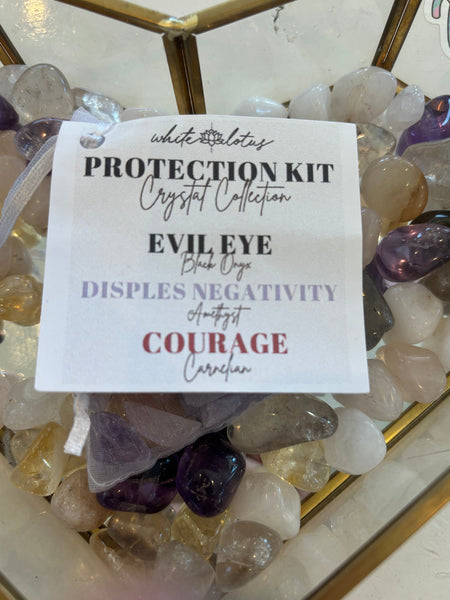 white lotus
PROTECTION KIT
Crystal Collection
EVIL EYE
Black Onyx
DISPLES NEGATIVITY
Amethyst
COURAGE
Carnelian